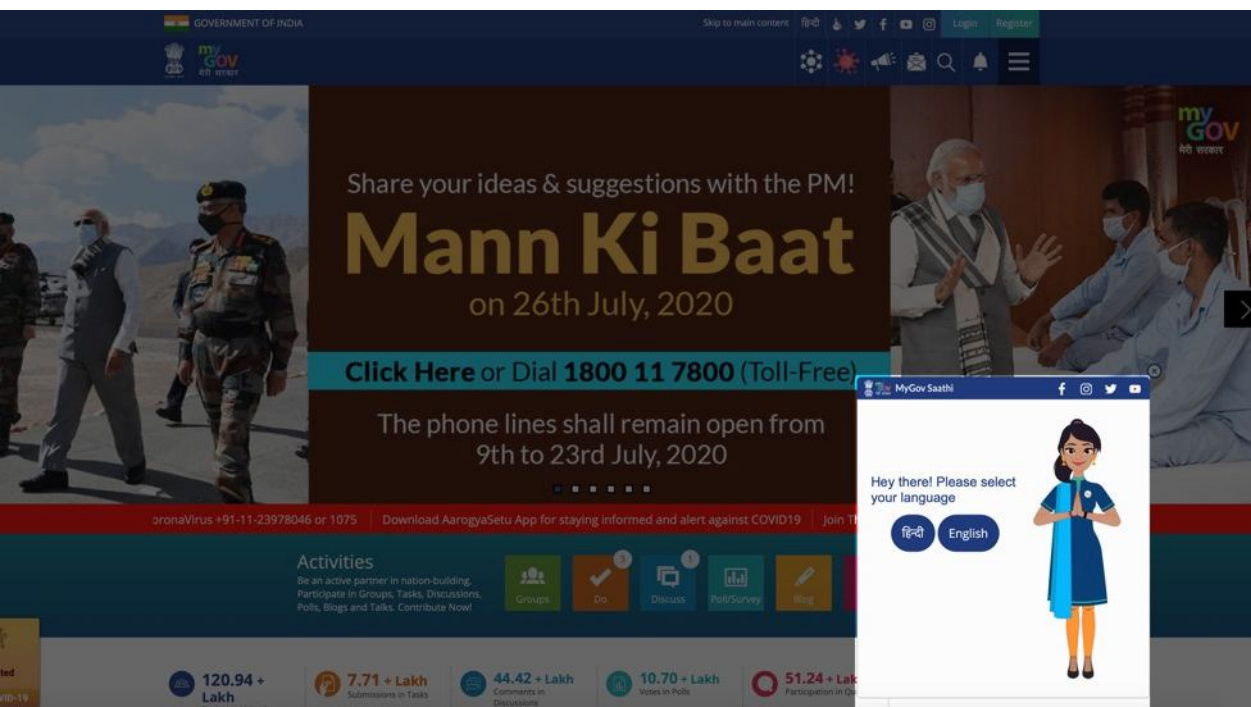 GOVERNMENT OF INDIA
Skip to main content
हिन्दी
Login
Register
my
GOV
मेरी सरकार
my
GOV
मेरी सरकार
Share your ideas & suggestions with the PM!
Mann Ki Baat
on 26th July, 2020
Click Here or Dial 1800 11 7800 (Toll-Free)
The phone lines shall remain open from
9th to 23rd July, 2020
MyGov Saathi
Hey there! Please select
your language
हिन्दी
English
oronaVirus +91-11-23978046 or 1075
Download AarogyaSetu App for staying informed and alert against COVID19
Join
Activities
Be an active partner in nation-building.
Participate in Groups, Tasks, Discussions,
Polls, Blogs and Talks. Contribute Now!
Groups
3
Do
1
Discuss
Poll/Survey
Blog
120.94 +
Lakh
7.71 + Lakh
Submissions in Tasks
44.42 + Lakh
Comments in
Discussions
10.70 + Lakh
Votes in Polls
51.24 + Lak
Participation in Qu
ted
VID-19